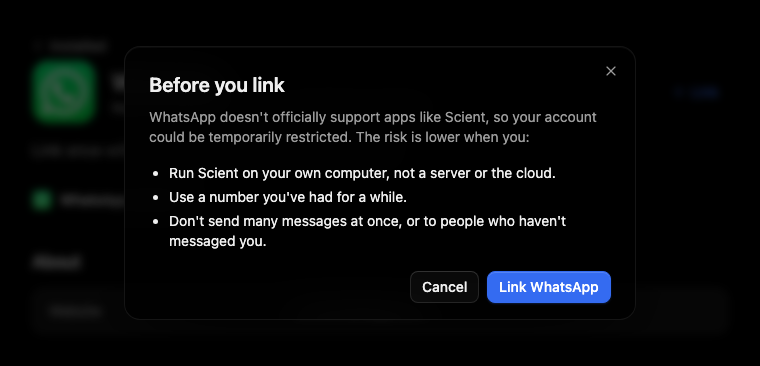 Before you link
WhatsApp doesn't officially support apps like Scient, so your account
could be temporarily restricted. The risk is lower when you:
• Run Scient on your own computer, not a server or the cloud.
• Use a number you've had for a while.
• Don't send many messages at once, or to people who haven't
messaged you.
Cancel
Link WhatsApp
About